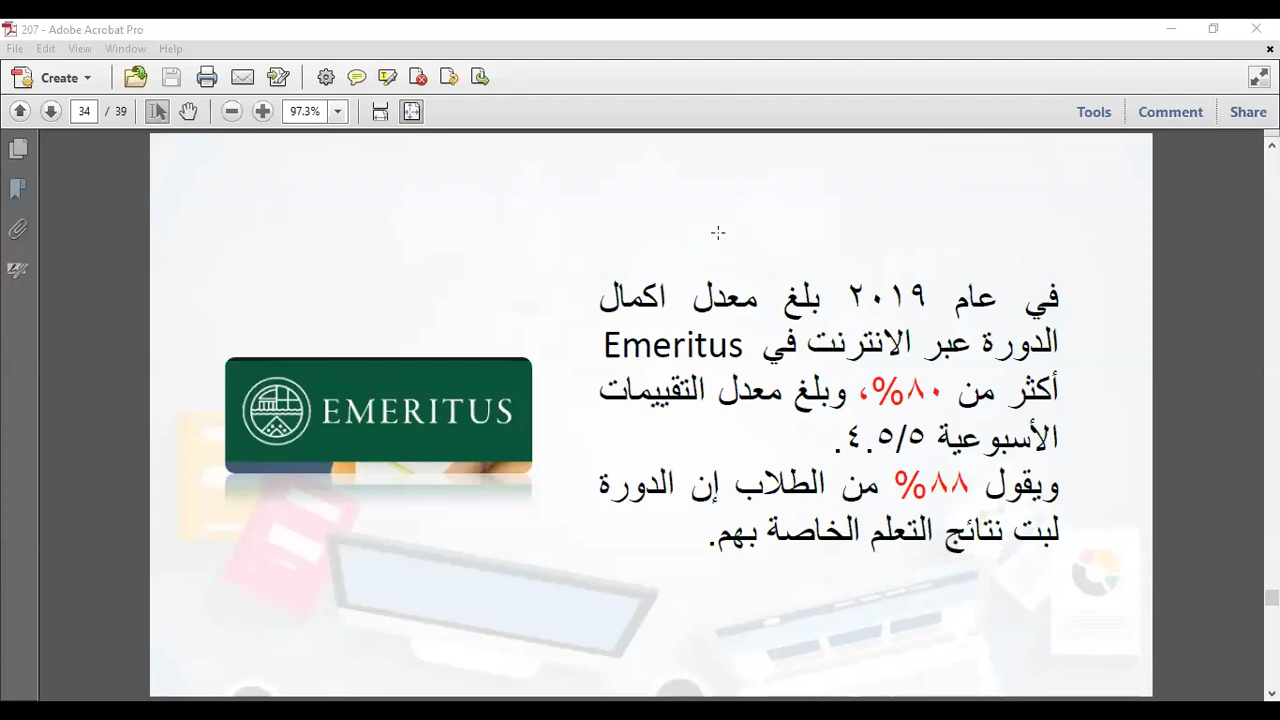 207 - Adobe Acrobat Pro
File Edit View Window Help
Create
34 / 39 97.3% Tools Comment Share
في عام ٢٠١٩ بلغ معدل اكمال
الدورة عبر الانترنت في Emeritus
أكثر من ٨٠%، وبلغ معدل التقييمات
الأسبوعية ٤.٥/٥.
ويقول ٨٨% من الطلاب إن الدورة
لبت نتائج التعلم الخاصة بهم.
EMERITUS